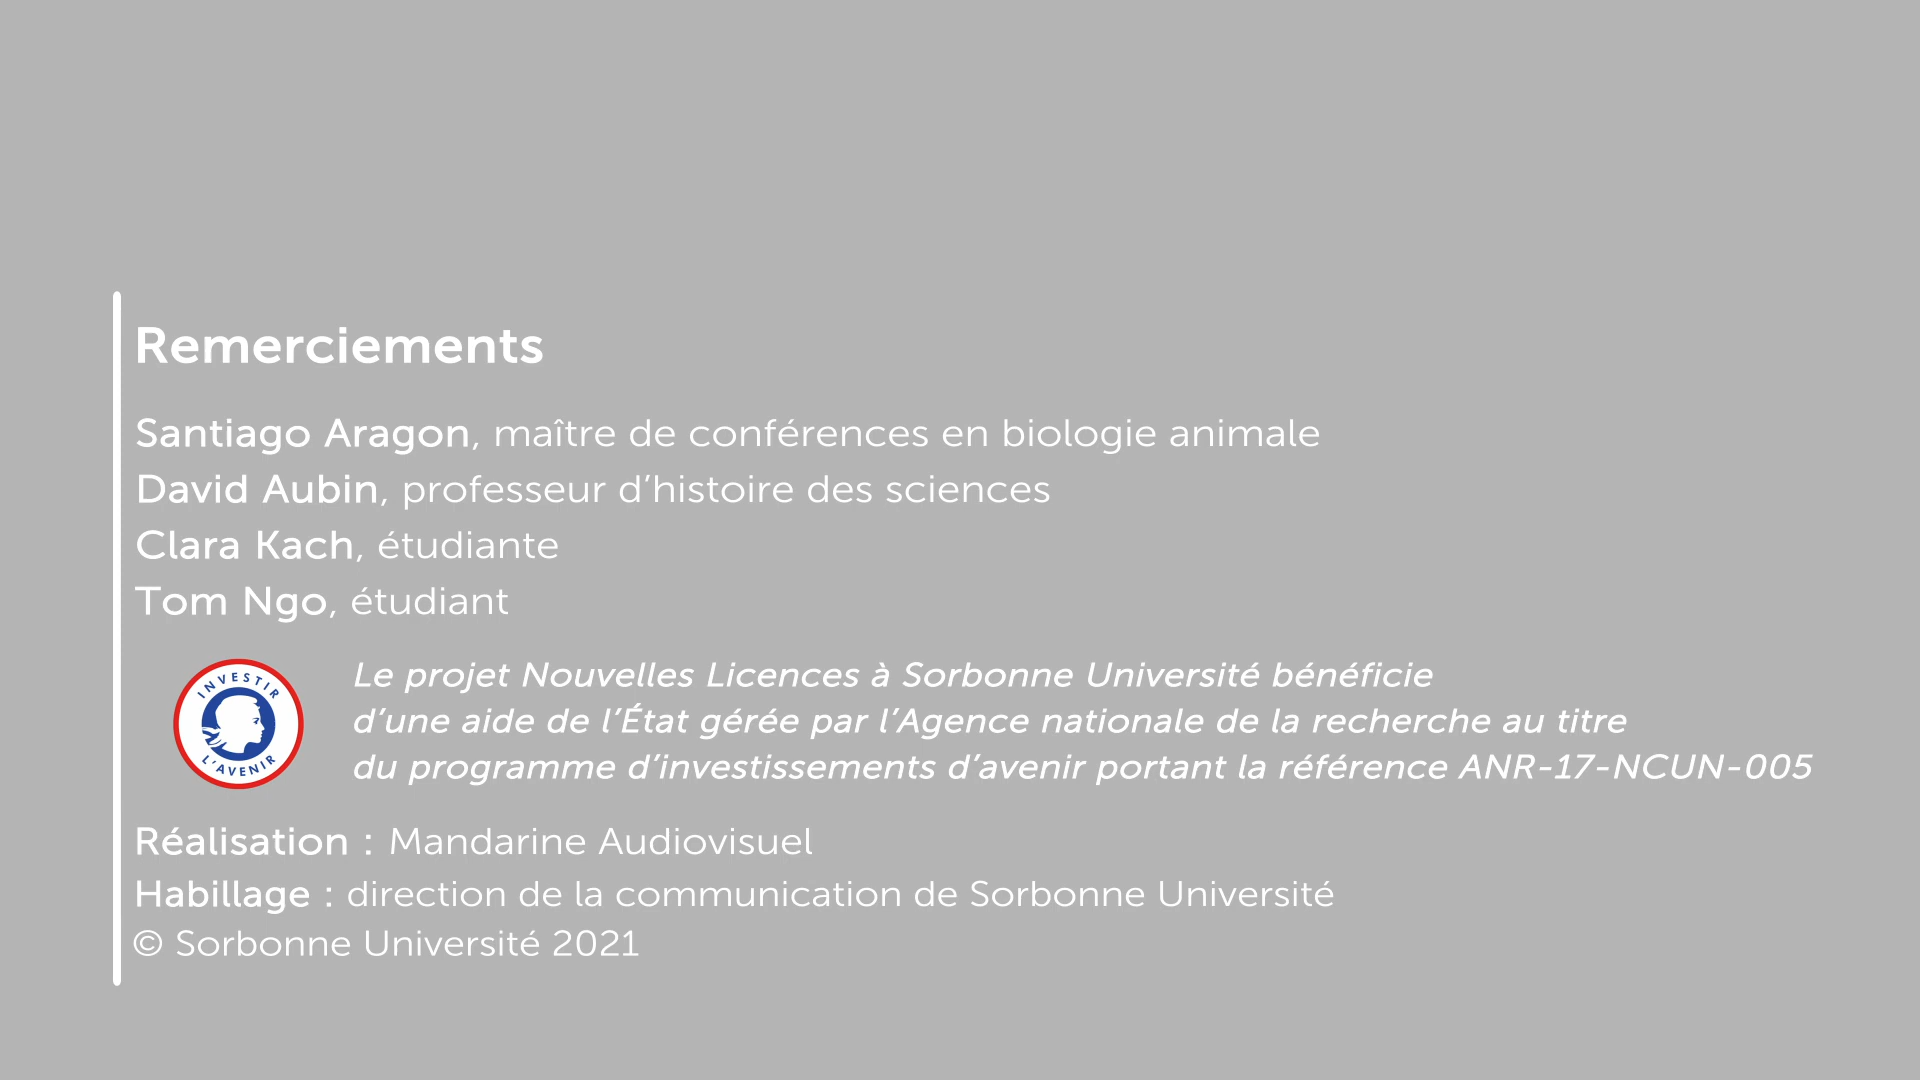 Remerciements
Santiago Aragon, maître de conférences en biologie animale
David Aubin, professeur d’histoire des sciences
Clara Kach, étudiante
Tom Ngo, étudiant
INVESTIR
L’AVENIR
Le projet Nouvelles Licences à Sorbonne Université bénéficie
d’une aide de l’État gérée par l’Agence nationale de la recherche au titre
du programme d’investissements d’avenir portant la référence ANR-17-NCUN-005
Réalisation : Mandarine Audiovisuel
Habillage : direction de la communication de Sorbonne Université
© Sorbonne Université 2021